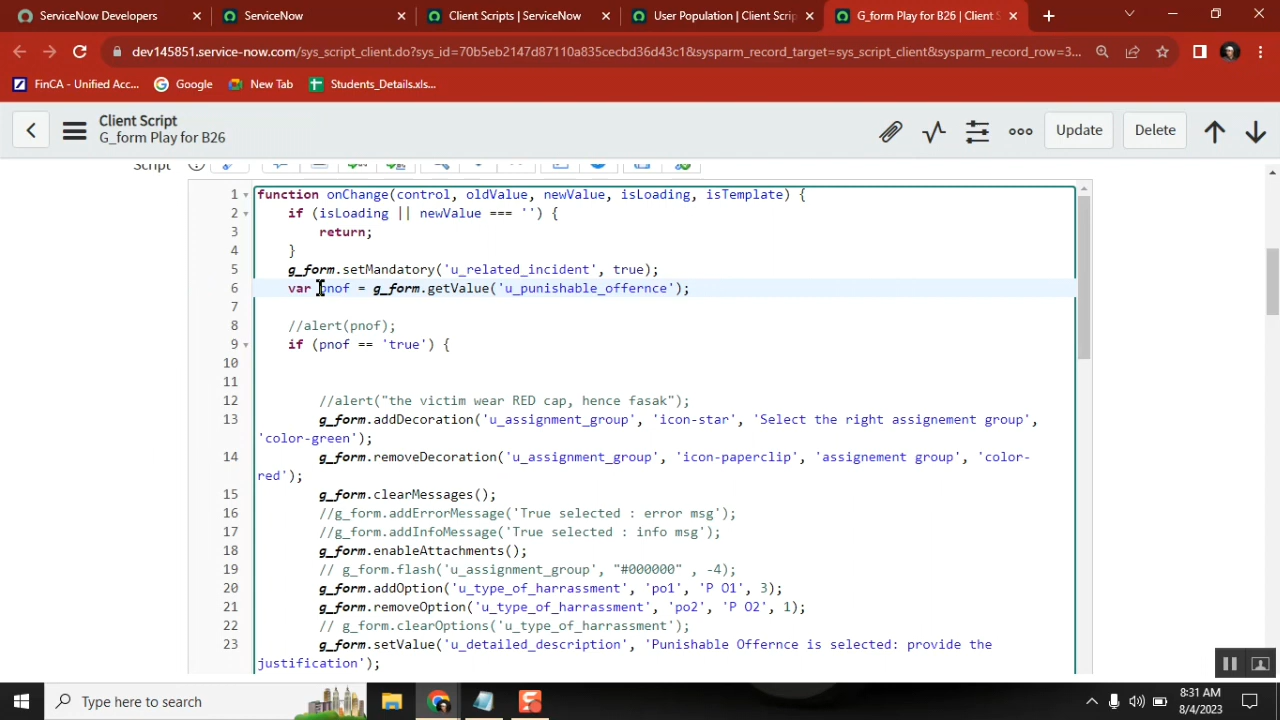 ServiceNow Developers
ServiceNow
Client Scripts | ServiceNow
User Population | Client Scrip
G_form Play for B26 | Client S
dev145851.service-now.com/sys_script_client.do?sys_id=70b5eb2147d87110a835cecbd36d43c1&sysparm_record_target=sys_script_client&sysparm_record_row=3...
FinCA - Unified Acc...
Google
New Tab
Students_Details.xls...
Client Script
G_form Play for B26
Update
Delete
Script
1 function onChange(control, oldValue, newValue, isLoading, isTemplate) {
2 if (isLoading || newValue === '') {
3 return;
4 }
5 g_form.setMandatory('u_related_incident', true);
6 var pnof = g_form.getValue('u_punishable_offernce');
7
8 //alert(pnof);
9 if (pnof == 'true') {
10
11
12 //alert("the victim wear RED cap, hence fasak");
13 g_form.addDecoration('u_assignment_group', 'icon-star', 'Select the right assignement group',
'color-green');
14 g_form.removeDecoration('u_assignment_group', 'icon-paperclip', 'assignement group', 'color-
red');
15 g_form.clearMessages();
16 //g_form.addErrorMessage('True selected : error msg');
17 //g_form.addInfoMessage('True selected : info msg');
18 g_form.enableAttachments();
19 // g_form.flash('u_assignment_group', "#000000" , -4);
20 g_form.addOption('u_type_of_harrassment', 'po1', 'P O1', 3);
21 g_form.removeOption('u_type_of_harrassment', 'po2', 'P O2', 1);
22 // g_form.clearOptions('u_type_of_harrassment');
23 g_form.setValue('u_detailed_description', 'Punishable Offernce is selected: provide the
justification');
Type here to search
8:31 AM
8/4/2023